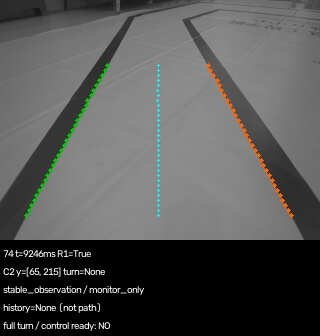 74 t=9246ms R1=True
C2 y=[65, 215] turn=None
stable_observation / monitor_only
history=None (not path)
full turn / control ready: NO